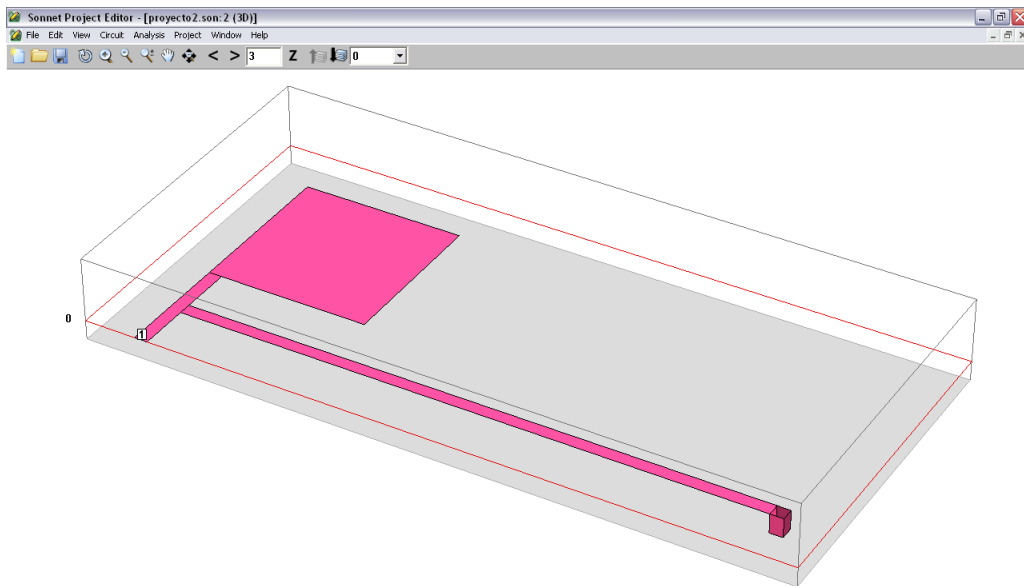 Sonnet Project Editor - [proyecto2.son:2 (3D)]
File Edit View Circuit Analysis Project Window Help
< > 3 Z 0
0
1